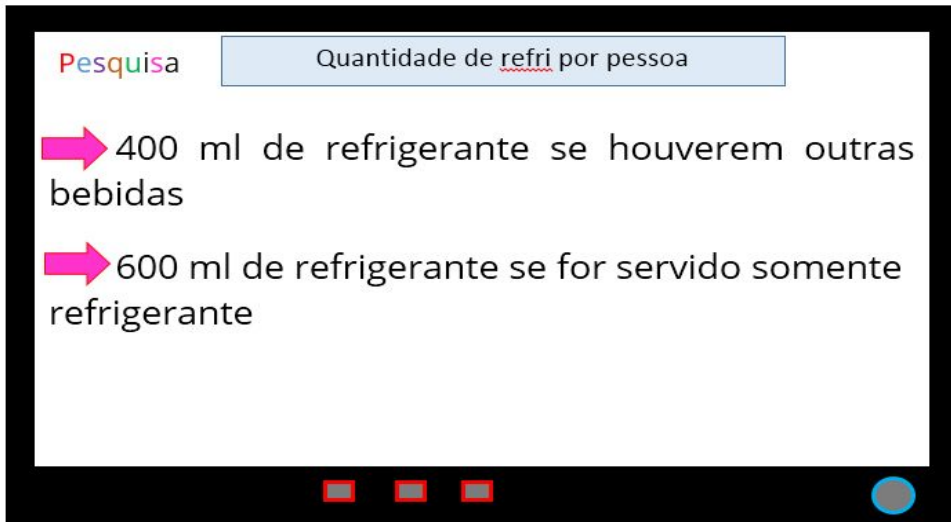 Pesquisa
Quantidade de refri por pessoa
400 ml de refrigerante se houverem outras
bebidas
600 ml de refrigerante se for servido somente
refrigerante